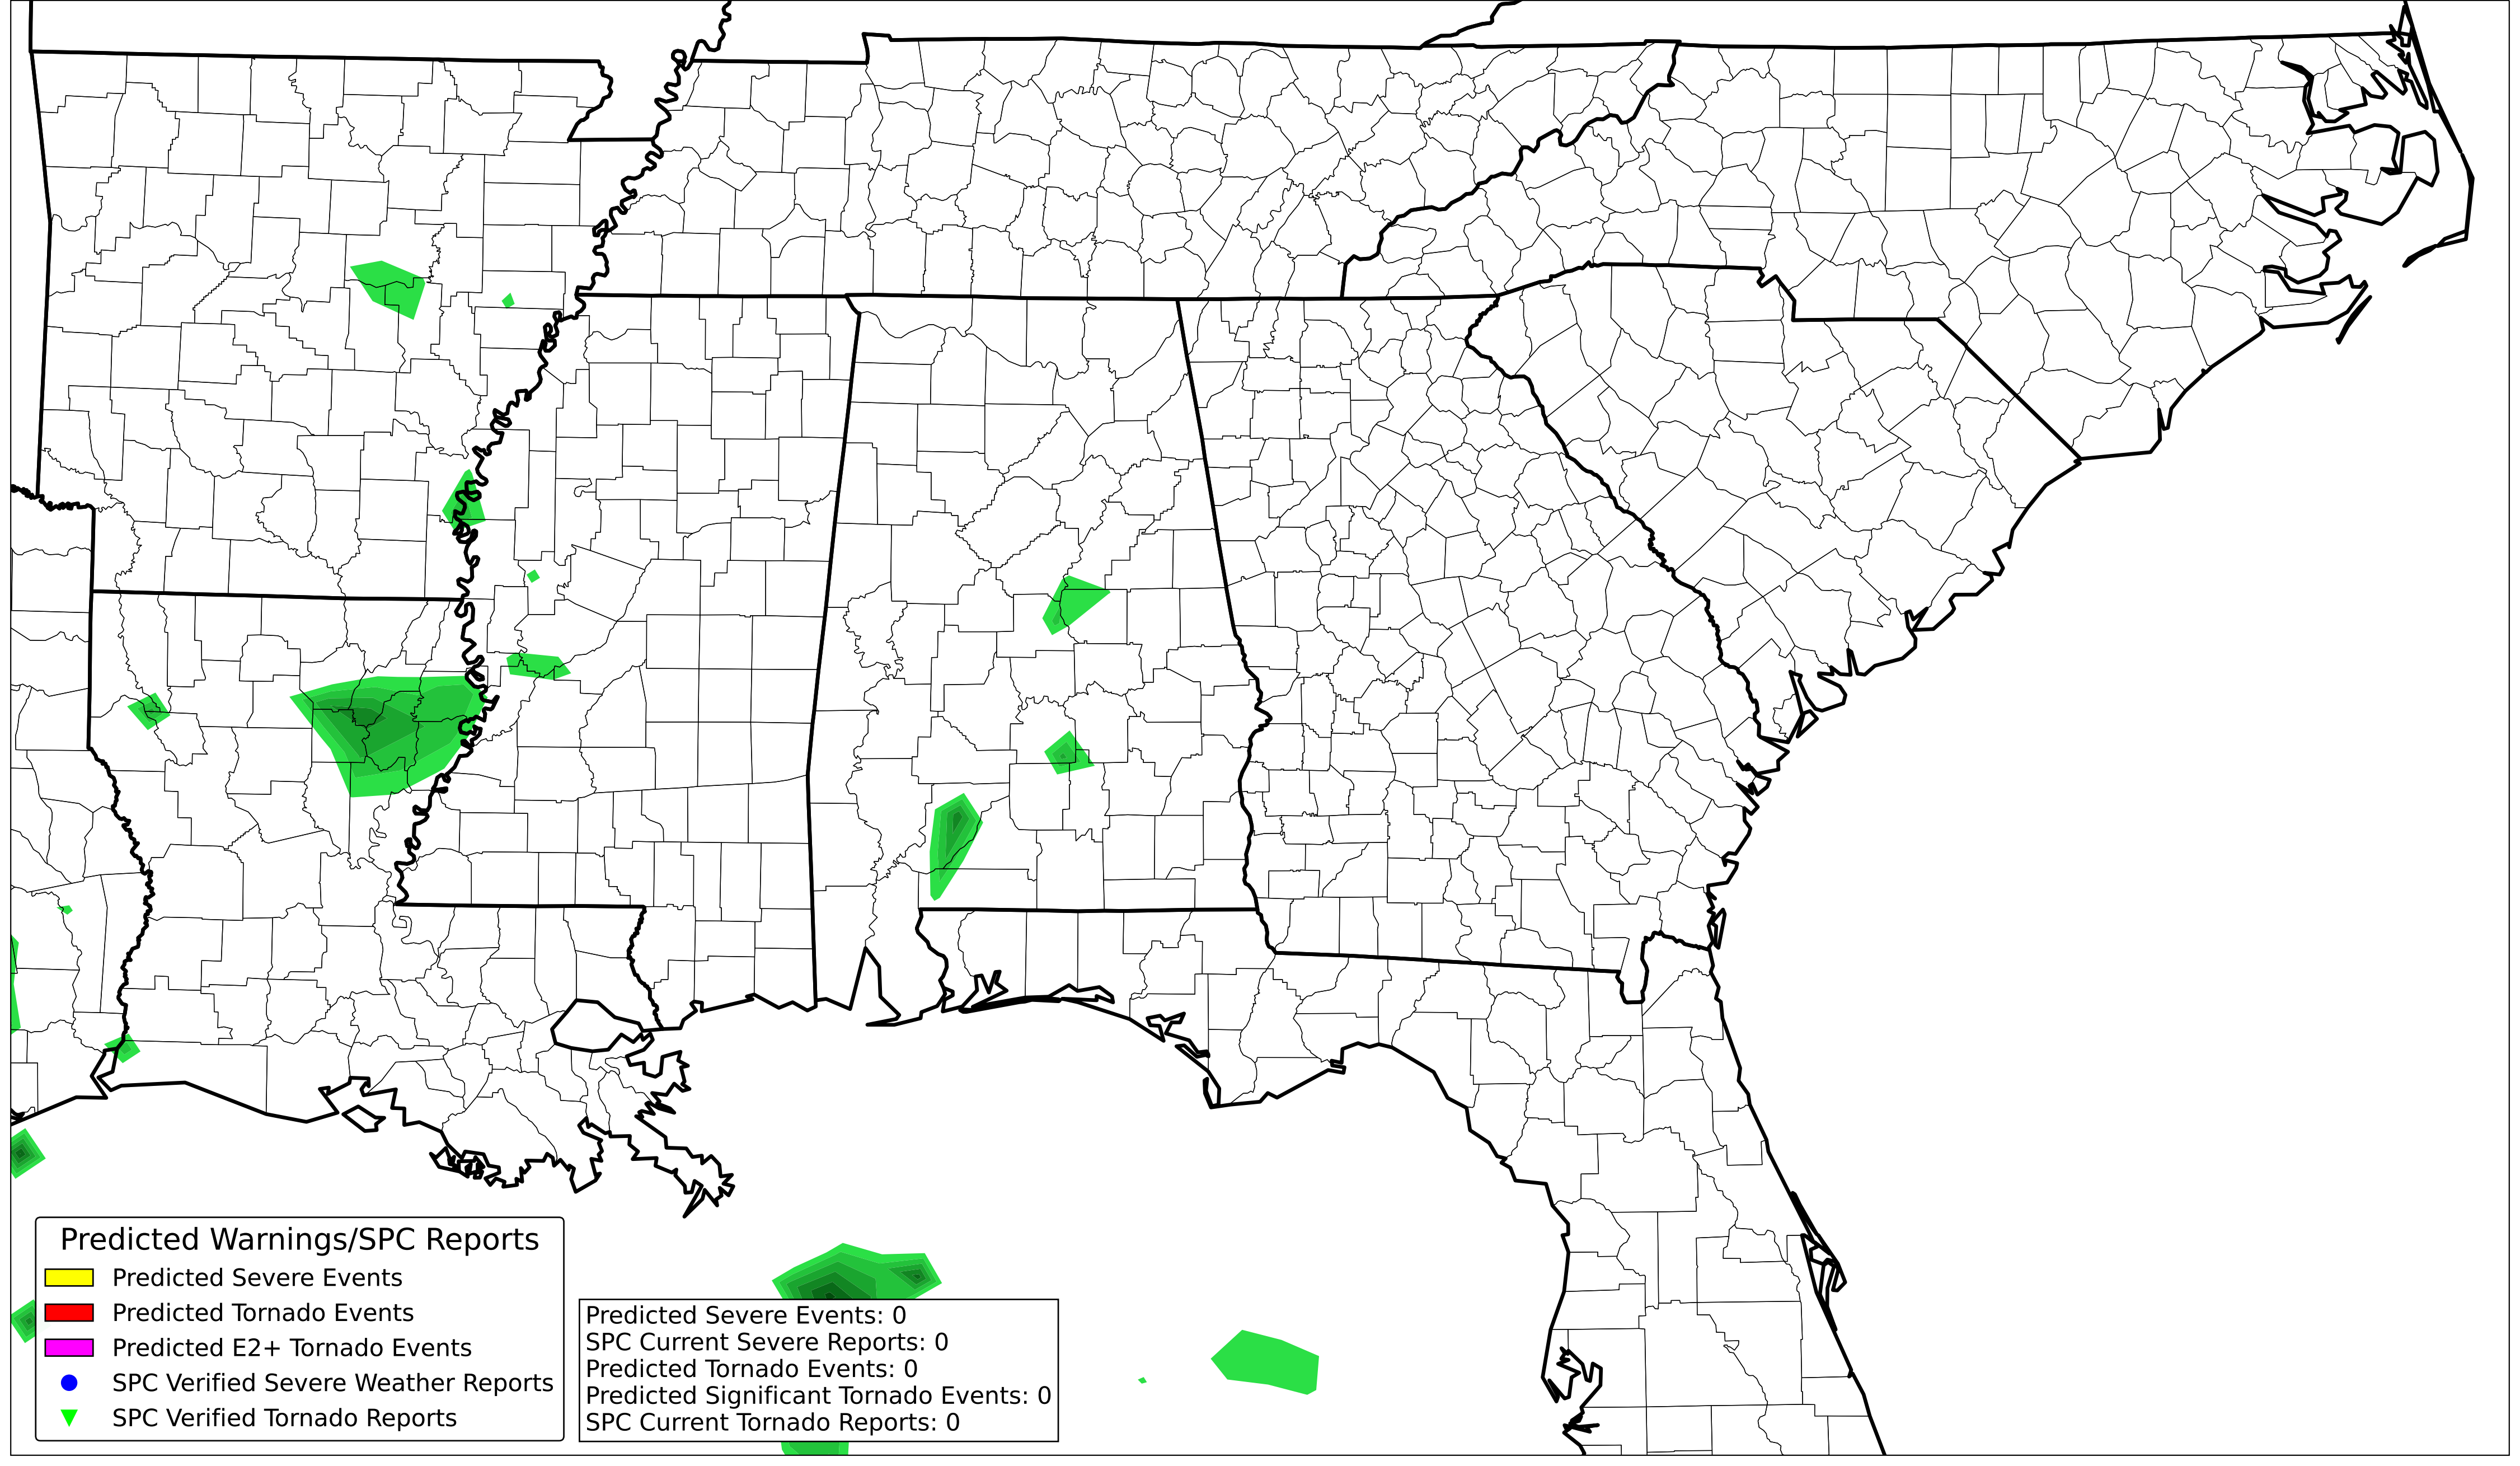 Predicted Warnings/SPC Reports
Predicted Severe Events
Predicted Tornado Events
Predicted E2+ Tornado Events
SPC Verified Severe Weather Reports
SPC Verified Tornado Reports
Predicted Severe Events: 0
SPC Current Severe Reports: 0
Predicted Tornado Events: 0
Predicted Significant Tornado Events: 0
SPC Current Tornado Reports: 0